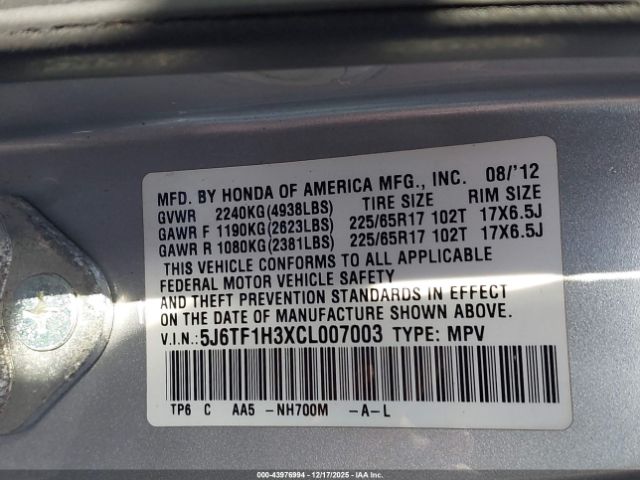 MFD. BY HONDA OF AMERICA MFG., INC. 08/'12
GVWR 2240KG(4938LBS) TIRE SIZE RIM SIZE
GAWR F 1190KG(2623LBS) 225/65R17 102T 17X6.5J
GAWR R 1080KG(2381LBS) 225/65R17 102T 17X6.5J
THIS VEHICLE CONFORMS TO ALL APPLICABLE
FEDERAL MOTOR VEHICLE SAFETY
AND THEFT PREVENTION STANDARDS IN EFFECT
ON THE DATE OF MANUFACTURE SHOWN ABOVE.
V.I.N.:5J6TF1H3XCL007003 TYPE: MPV
TP6 C AA5 -NH700M -A-L
© 43976994 - 12/17/2025 - IAAI.com